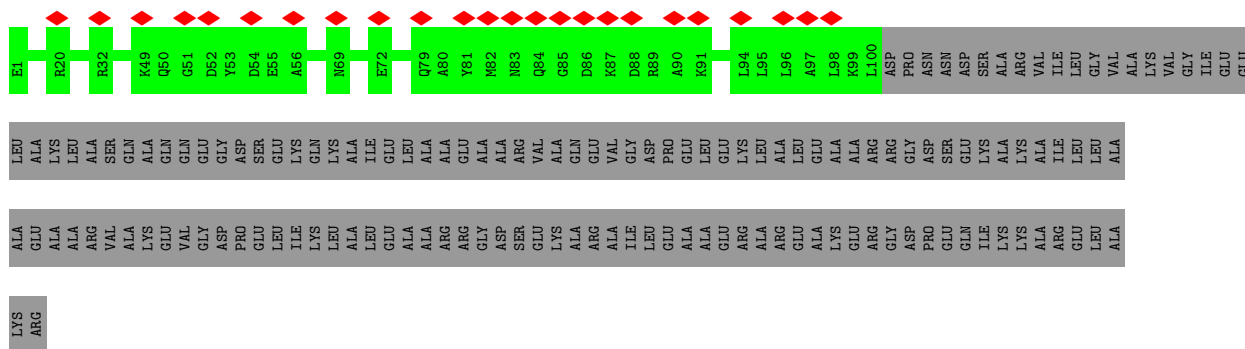 E1 R20 R32 K49 Q50 G51 D52 Y53 D54 E55 A56 N69 E72 Q79 A80 Y81 M82 N83 Q84 G85 D86 K87 D88 R89 A90 K91 L94 L95 L96 A97 L98 K99 L100 ASP PRO ASN ASN ASP SER ALA ARG VAL ILE LEU GLY VAL ALA LYS VAL GLY ILE GLU GLU
LEU ALA LYS LEU ALA SER GLN ALA GLN GLN GLU GLY ASP SER GLU LYS GLN LYS ALA ILE GLU LEU ALA ALA GLU ALA ALA ARG VAL ALA GLN GLU VAL GLY ASP PRO GLU LEU GLU LYS LEU ALA LEU GLU ALA ALA ARG ARG GLY ASP SER GLU LYS ALA LYS ALA ILE LEU LEU ALA
ALA GLU ALA ALA ARG VAL ALA LYS GLU VAL GLY ASP PRO GLU LEU ILE LYS LEU ALA LEU GLU ALA ALA ARG ARG GLY ASP SER GLU LYS ALA ARG ALA ILE LEU GLU ALA ALA GLU ARG ALA ARG GLU ALA LYS GLU ARG GLY ASP PRO GLU GLN ILE LYS LYS ALA ARG GLU LEU ALA
LYS ARG